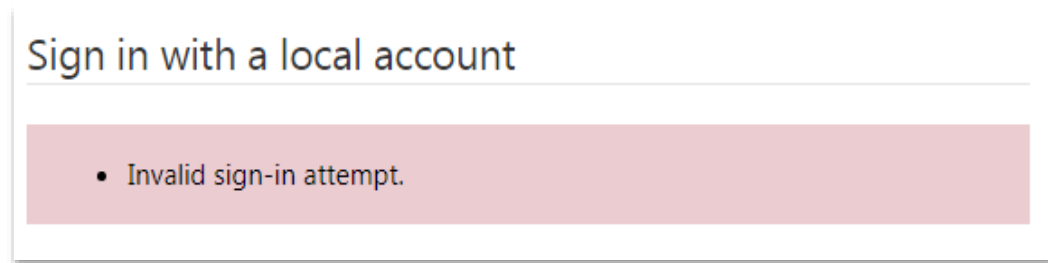 Sign in with a local account
• Invalid sign-in attempt.